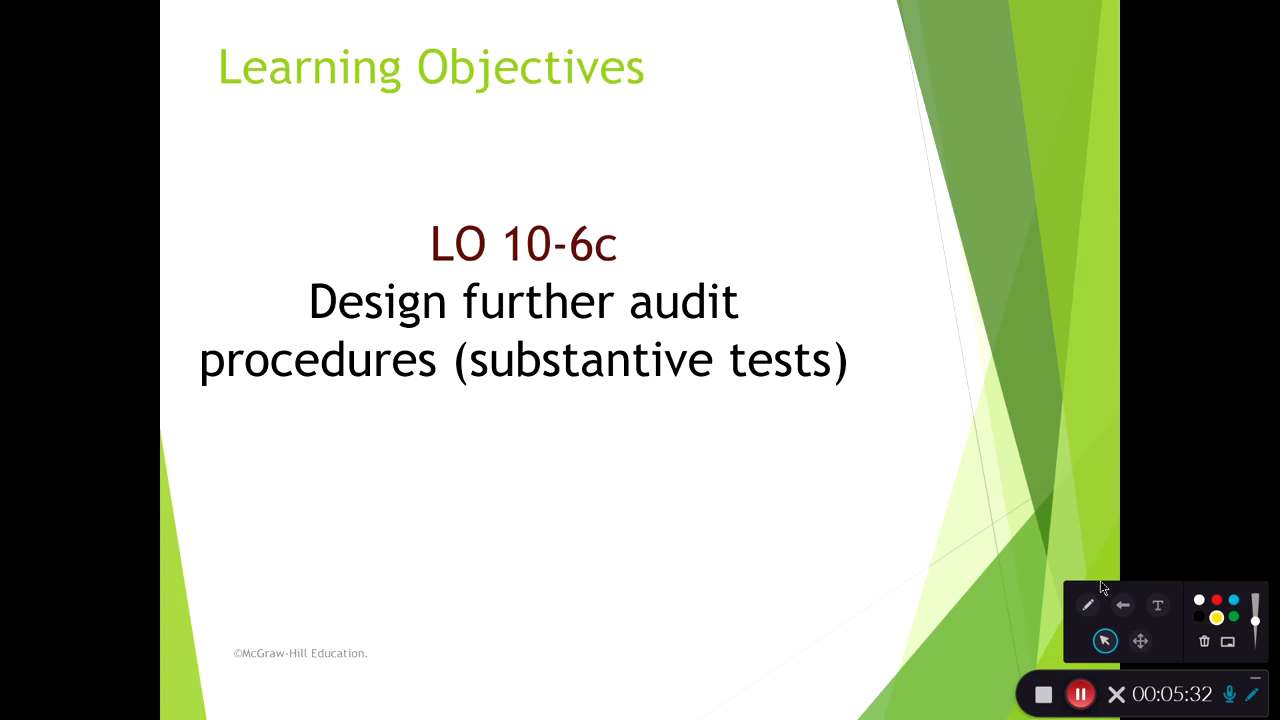 Learning Objectives
LO 10-6c
Design further audit
procedures (substantive tests)
©McGraw-Hill Education.
T
00:05:32